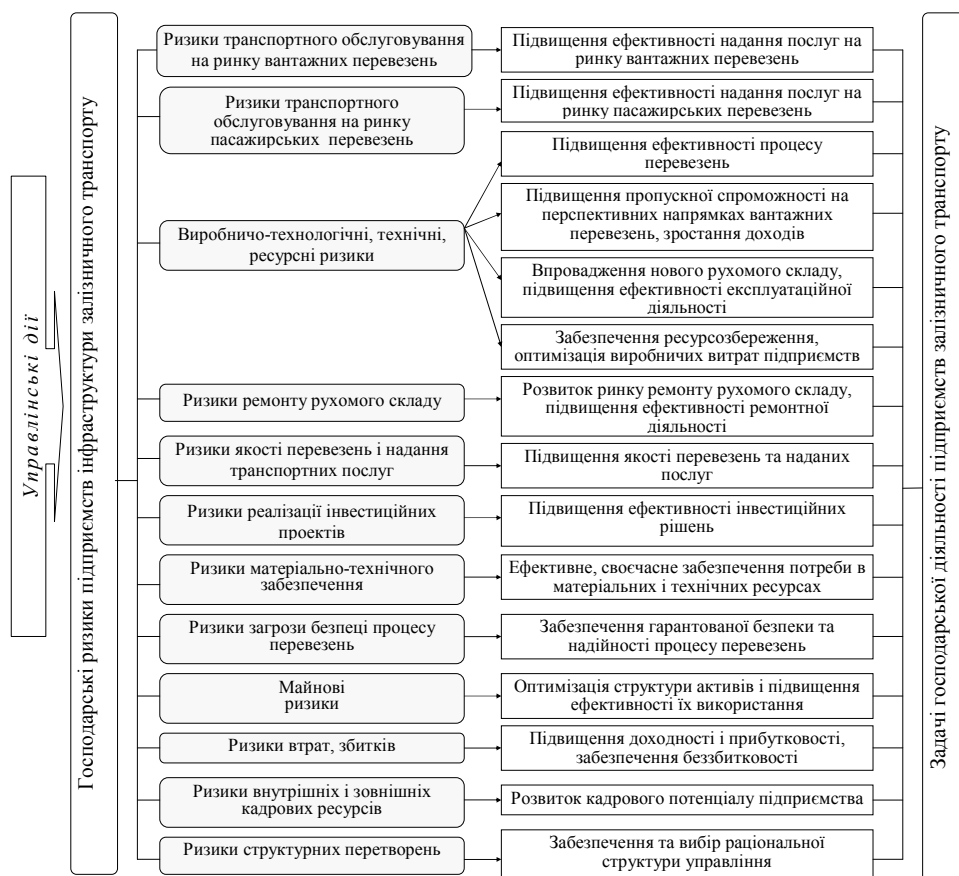 Управлінські дії
Господарські ризики підприємств інфраструктури залізничного транспорту
Ризики транспортного обслуговування
на ринку вантажних перевезень
Підвищення ефективності надання послуг на
ринку вантажних перевезень
Ризики транспортного
обслуговування на ринку
пасажирських перевезень
Підвищення ефективності надання послуг на
ринку пасажирських перевезень
Виробничо-технологічні, технічні,
ресурсні ризики
Підвищення ефективності процесу
перевезень
Підвищення пропускної спроможності на
перспективних напрямках вантажних
перевезень, зростання доходів
Впровадження нового рухомого складу,
підвищення ефективності експлуатаційної
діяльності
Забезпечення ресурсозбереження,
оптимізація виробничих витрат підприємств
Ризики ремонту рухомого складу
Розвиток ринку ремонту рухомого складу,
підвищення ефективності ремонтної
діяльності
Ризики якості перевезень і надання
транспортних послуг
Підвищення якості перевезень та наданих
послуг
Ризики реалізації інвестиційних
проектів
Підвищення ефективності інвестиційних
рішень
Ризики матеріально-технічного
забезпечення
Ефективне, своєчасне забезпечення потреби в
матеріальних і технічних ресурсах
Ризики загрози безпеці процесу
перевезень
Забезпечення гарантованої безпеки та
надійності процесу перевезень
Майнові
ризики
Оптимізація структури активів і підвищення
ефективності їх використання
Ризики втрат, збитків
Підвищення доходності і прибутковості,
забезпечення беззбитковості
Ризики внутрішніх і зовнішніх
кадрових ресурсів
Розвиток кадрового потенціалу підприємства
Ризики структурних перетворень
Забезпечення та вибір раціональної
структури управління
Задачі господарської діяльності підприємств залізничного транспорту